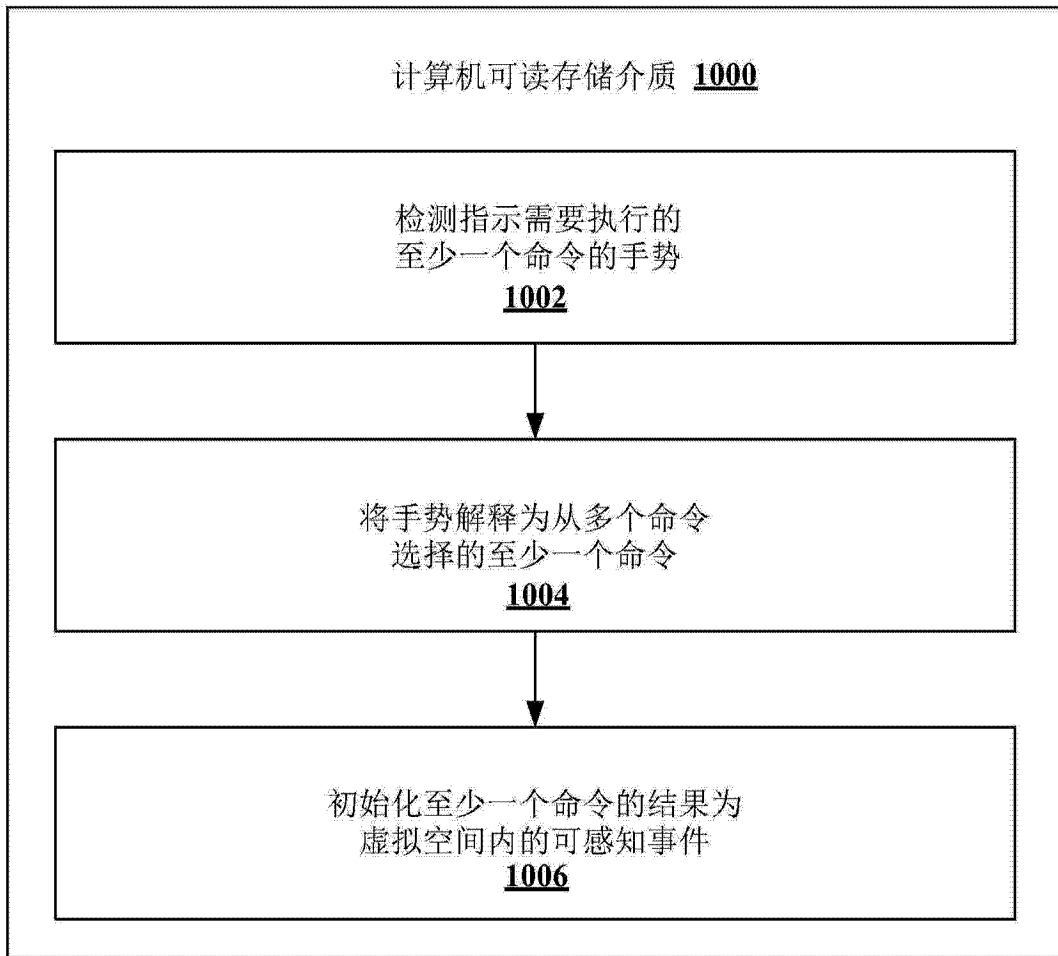 计算机可读存储介质 1000
检测指示需要执行的
至少一个命令的手势
1002
将手势解释为从多个命令
选择的至少一个命令
1004
初始化至少一个命令的结果为
虚拟空间内的可感知事件
1006